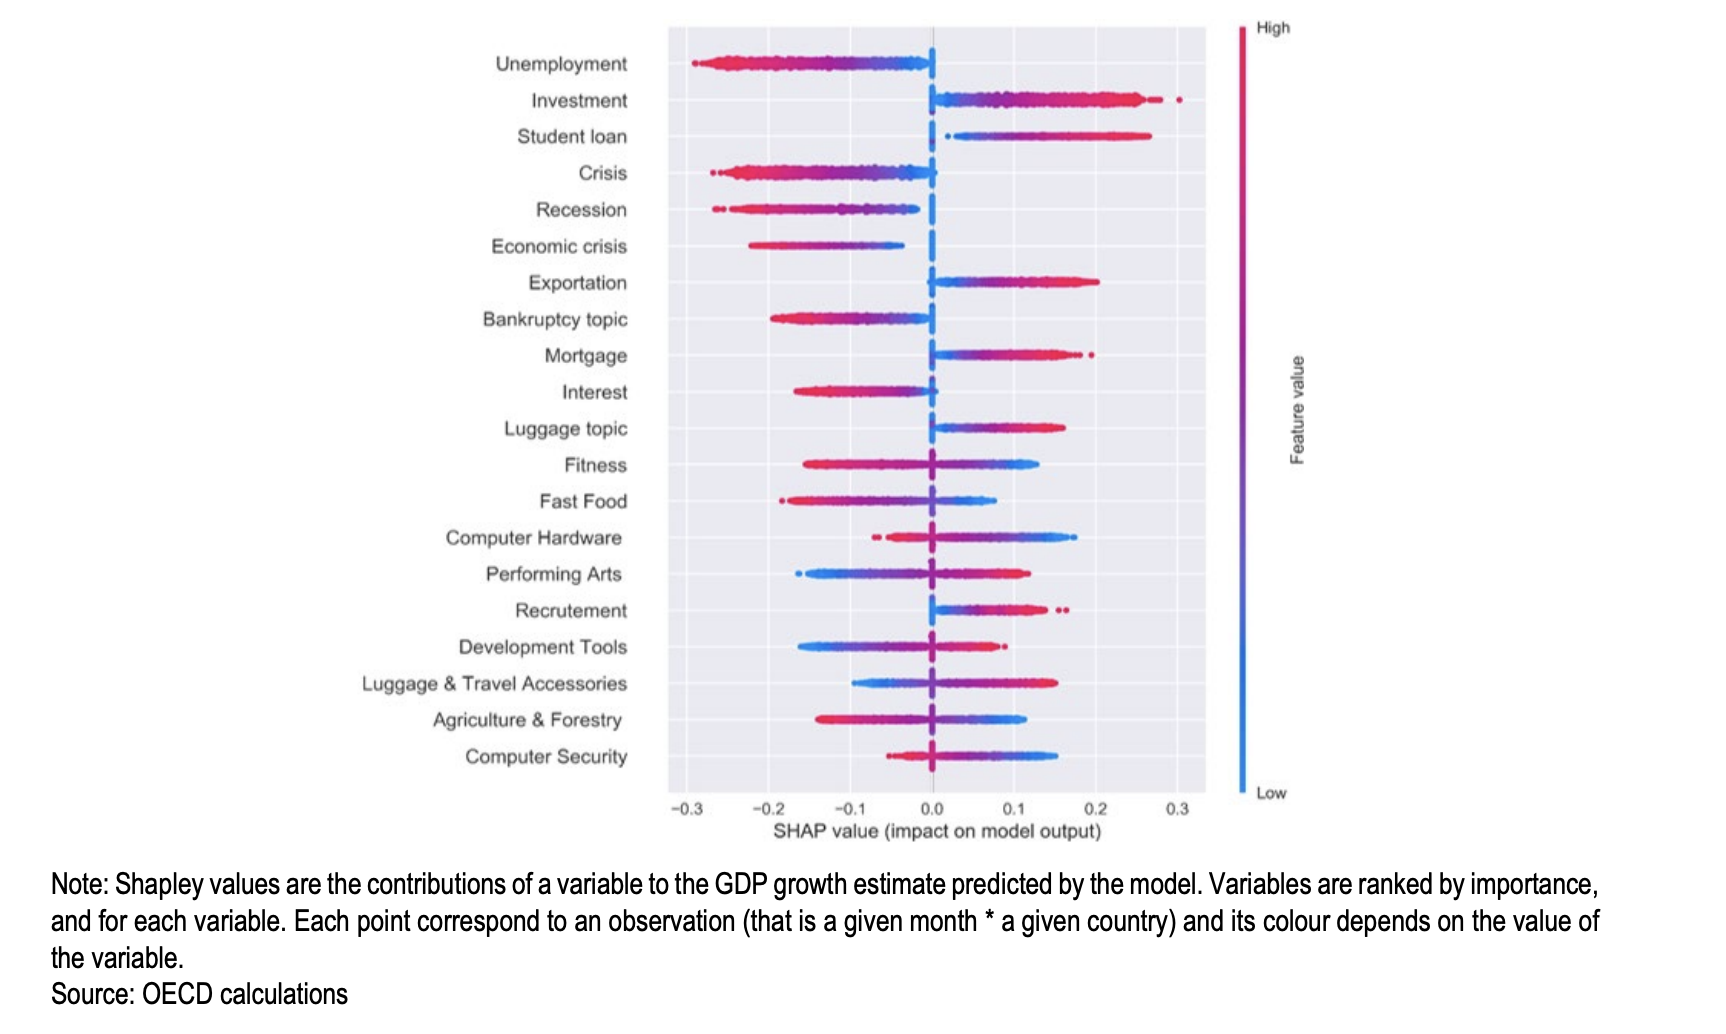 High
Unemployment
Investment
Student loan
Crisis
Recession
Economic crisis
Exportation
Bankruptcy topic
Mortgage
Interest
Luggage topic
Fitness
Fast Food
Computer Hardware
Performing Arts
Recrutement
Development Tools
Luggage & Travel Accessories
Agriculture & Forestry
Computer Security
Feature value
Low
−0.3 −0.2 −0.1 0.0 0.1 0.2 0.3
SHAP value (impact on model output)
Note: Shapley values are the contributions of a variable to the GDP growth estimate predicted by the model. Variables are ranked by importance,
and for each variable. Each point correspond to an observation (that is a given month * a given country) and its colour depends on the value of
the variable.
Source: OECD calculations